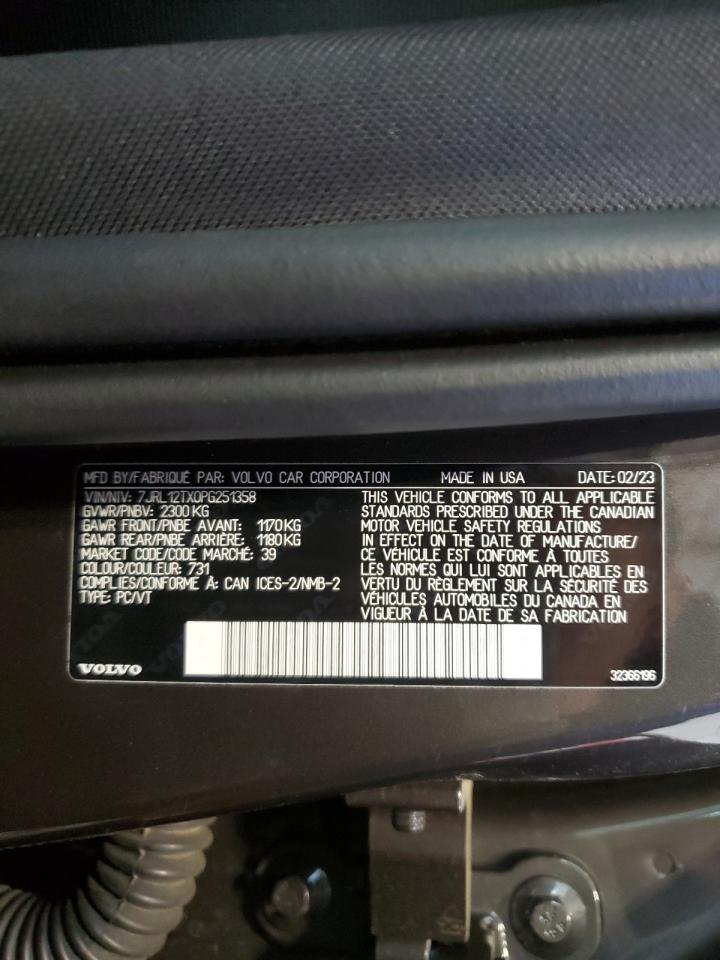 MFD BY/FABRIQUÉ PAR: VOLVO CAR CORPORATION MADE IN USA DATE: 02/23
VIN/NIV: 7JRL12TX0PG251358
GVWR/PNBV: 2300 KG
GAWR FRONT/PNBE AVANT: 1170 KG
GAWR REAR/PNBE ARRIÈRE: 1180 KG
MARKET CODE/CODE MARCHÉ: 39
COLOUR/COULEUR: 731
COMPLIES/CONFORME A: CAN ICES-2/NMB-2
TYPE: PC/VT
THIS VEHICLE CONFORMS TO ALL APPLICABLE
STANDARDS PRESCRIBED UNDER THE CANADIAN
MOTOR VEHICLE SAFETY REGULATIONS
IN EFFECT ON THE DATE OF MANUFACTURE/
CE VÉHICULE EST CONFORME À TOUTES
LES NORMES QUI LUI SONT APPLICABLES EN
VERTU DU RÈGLEMENT SUR LA SÉCURITÉ DES
VÉHICULES AUTOMOBILES DU CANADA EN
VIGUEUR À LA DATE DE SA FABRICATION
VOLVO
32366196